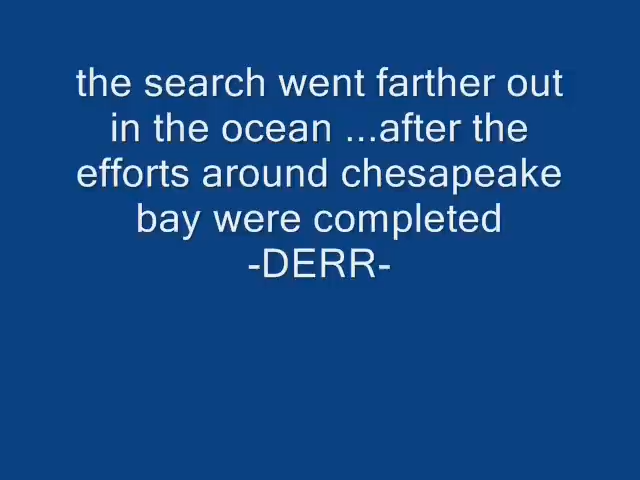 the search went farther out
in the ocean ...after the
efforts around chesapeake
bay were completed
-DERR-